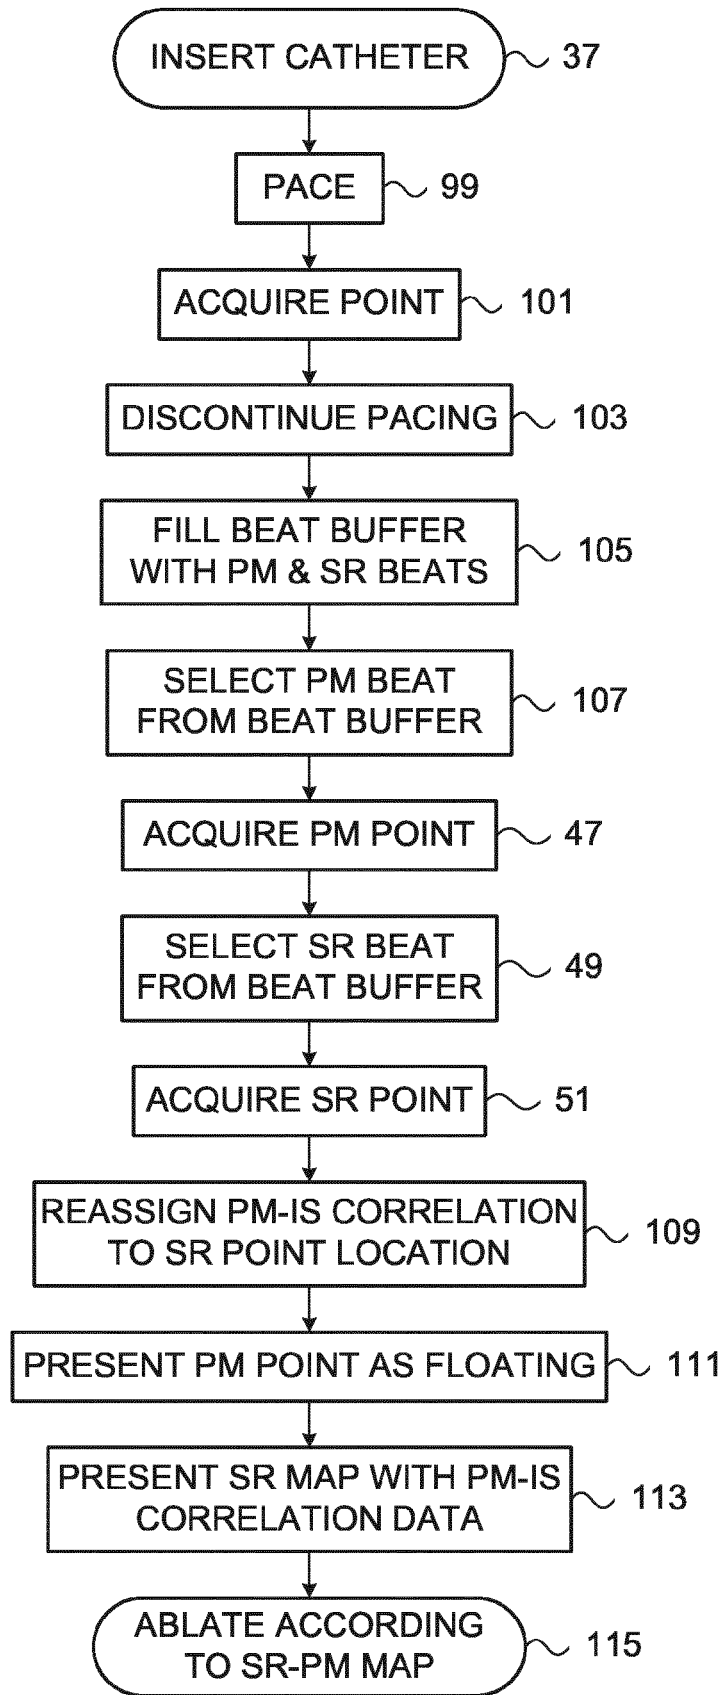 INSERT CATHETER
37
PACE
99
ACQUIRE POINT
101
DISCONTINUE PACING
103
FILL BEAT BUFFER
WITH PM & SR BEATS
105
SELECT PM BEAT
FROM BEAT BUFFER
107
ACQUIRE PM POINT
47
SELECT SR BEAT
FROM BEAT BUFFER
49
ACQUIRE SR POINT
51
REASSIGN PM-IS CORRELATION
TO SR POINT LOCATION
109
PRESENT PM POINT AS FLOATING
111
PRESENT SR MAP WITH PM-IS
CORRELATION DATA
113
ABLATE ACCORDING
TO SR-PM MAP
115